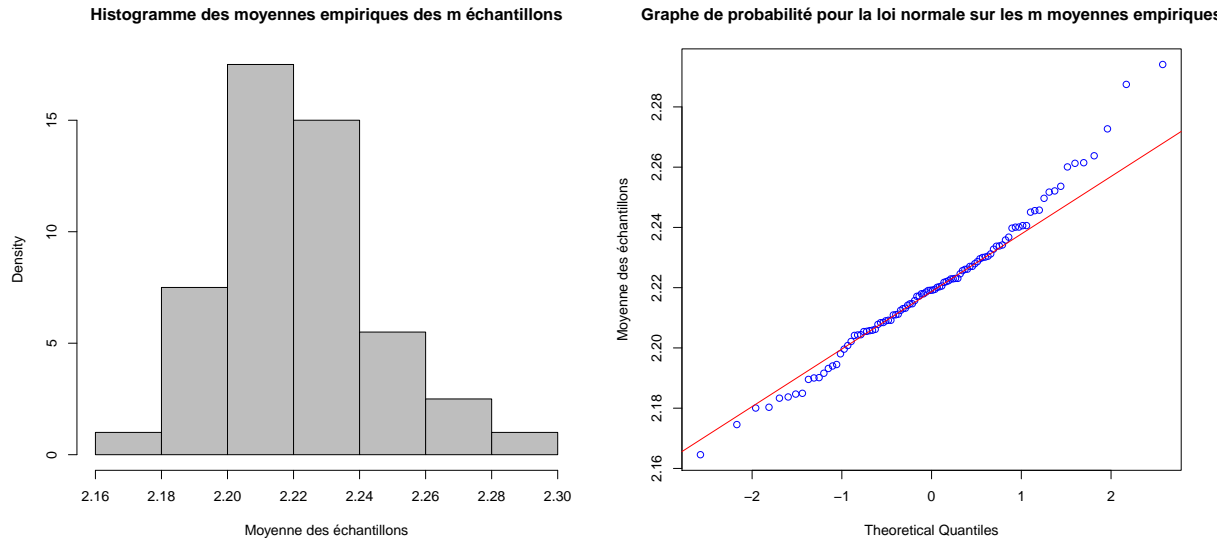 Histogramme des moyennes empiriques des m échantillons
Density
0
5
10
15
2.16 2.18 2.20 2.22 2.24 2.26 2.28 2.30
Moyenne des échantillons
Graphe de probabilité pour la loi normale sur les m moyennes empiriques
Moyenne des échantillons
2.16
2.18
2.20
2.22
2.24
2.26
2.28
−2 −1 0 1 2
Theoretical Quantiles